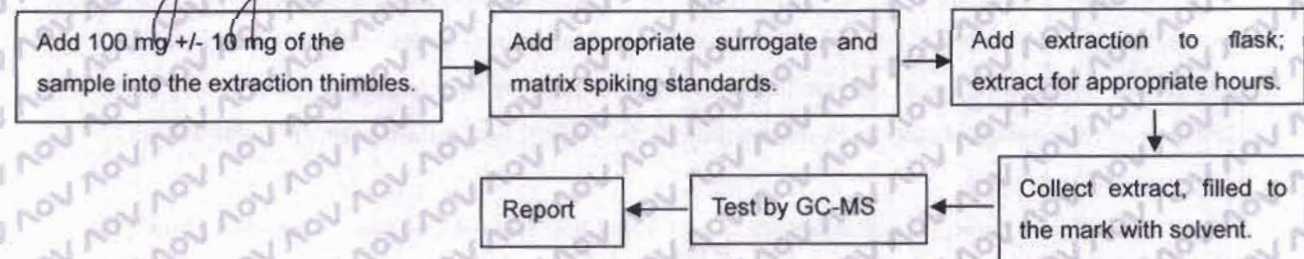 Add 100 mg +/- 10 mg of the
sample into the extraction thimbles.
Add appropriate surrogate and
matrix spiking standards.
Add extraction to flask;
extract for appropriate hours.
Collect extract, filled to
the mark with solvent.
Test by GC-MS
Report